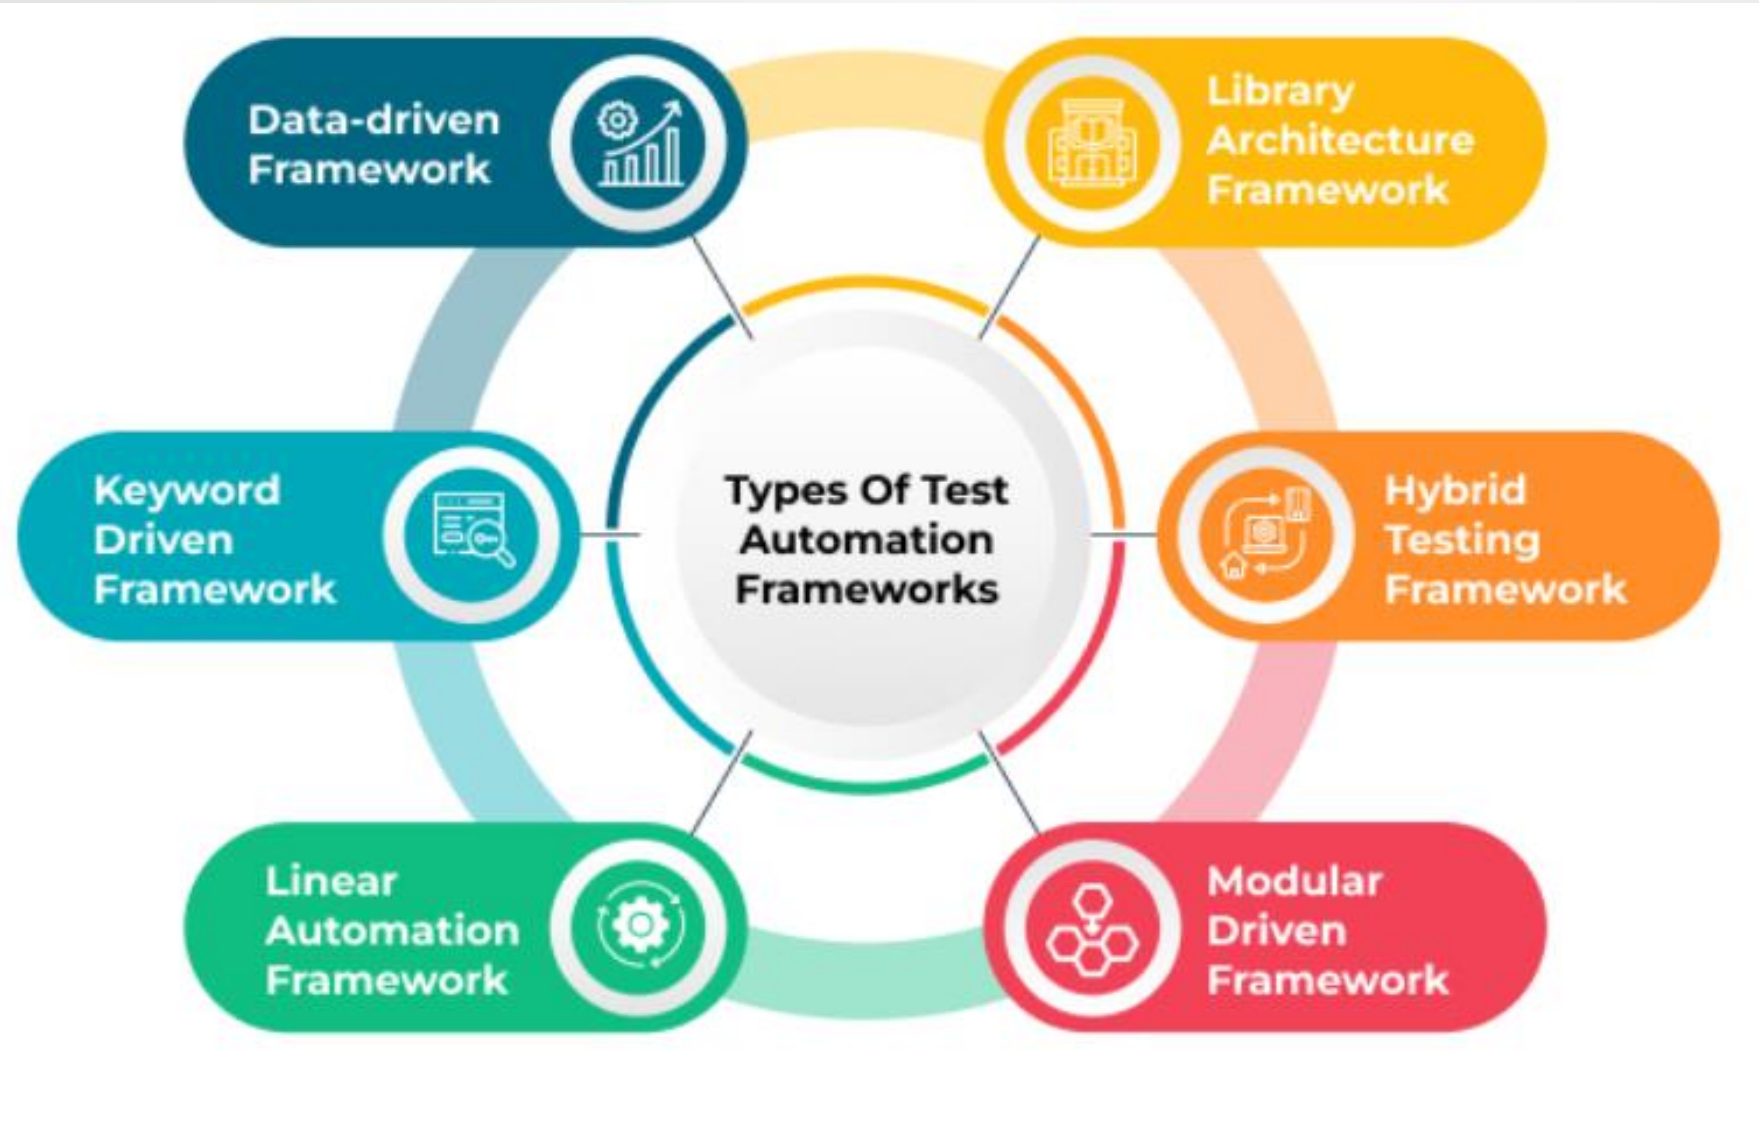 Data-driven
Framework
Library
Architecture
Framework
Keyword
Driven
Framework
Types Of Test
Automation
Frameworks
Hybrid
Testing
Framework
Linear
Automation
Framework
Modular
Driven
Framework